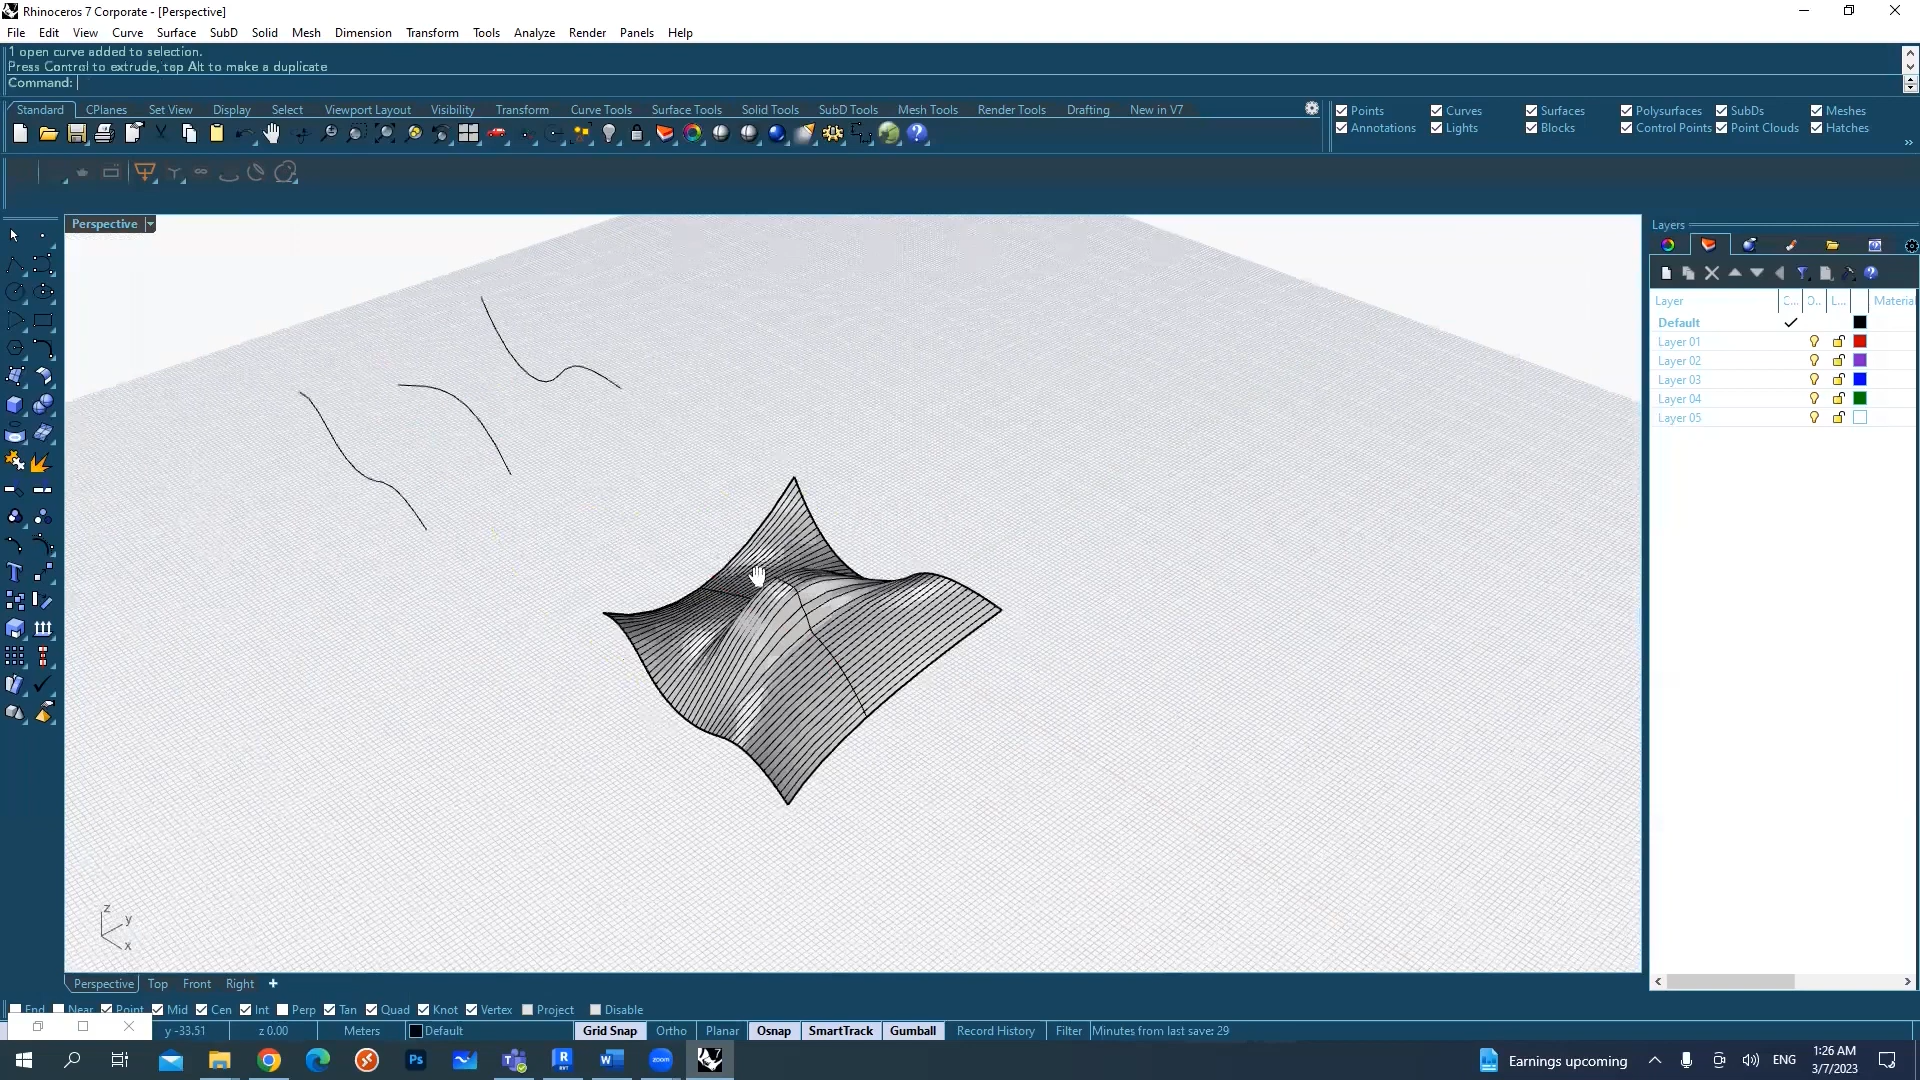 Rhinoceros 7 Corporate - [Perspective]
File Edit View Curve Surface SubD Solid Mesh Dimension Transform Tools Analyze Render Panels Help
1 open curve added to selection.
Press Control to extrude, tap Alt to make a duplicate
Command:
Standard CPlanes Set View Display Select Viewport Layout Visibility Transform Curve Tools Surface Tools Solid Tools SubD Tools Mesh Tools Render Tools Drafting New in V7
Points Curves Surfaces Polysurfaces SubDs Meshes
Annotations Lights Blocks Control Points Point Clouds Hatches
Perspective
Layers
Layer C... O.. L... Material
Default
Layer 01
Layer 02
Layer 03
Layer 04
Layer 05
z
y
x
Perspective Top Front Right
End Near Point Mid Cen Int Perp Tan Quad Knot Vertex Project Disable
y -33.51 z 0.00 Meters Default Grid Snap Ortho Planar Osnap SmartTrack Gumball Record History Filter Minutes from last save: 29
Earnings upcoming ENG 1:26 AM
3/7/2023